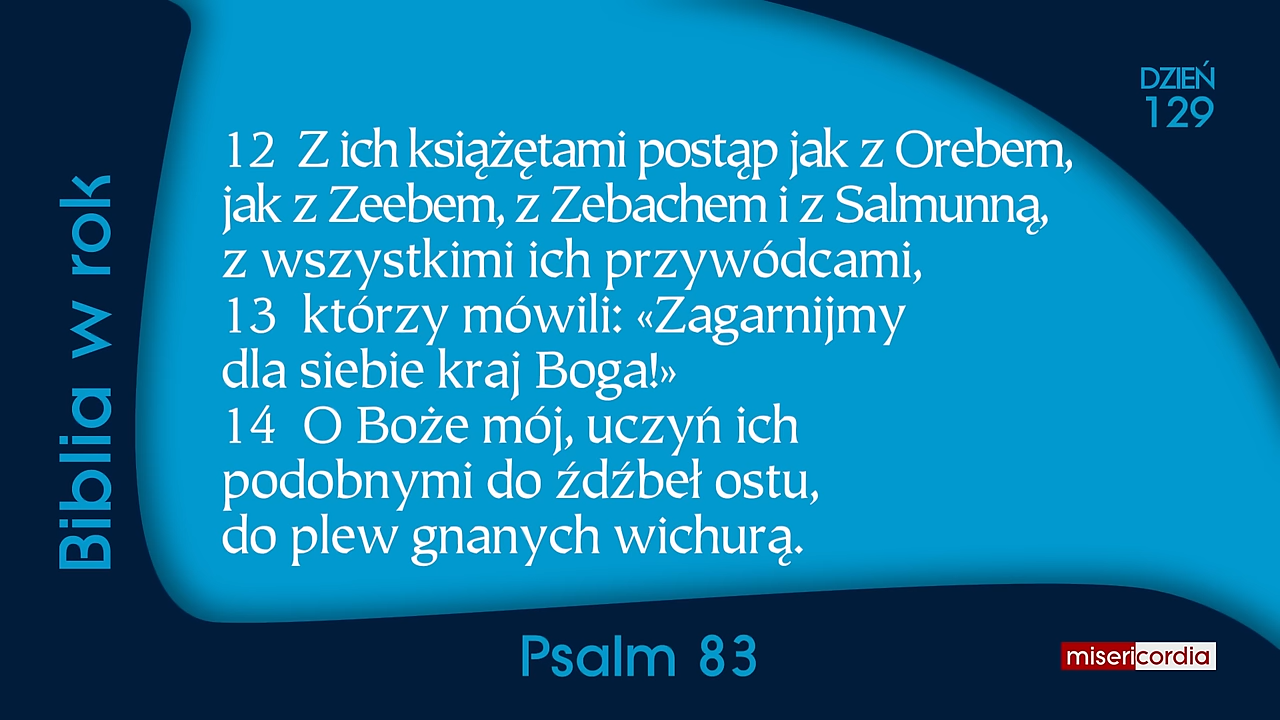 DZIEŃ
129
12 Z ich książętami postąp jak z Orebem,
jak z Zeebem, z Zebachem i z Salmunną,
z wszystkimi ich przywódcami,
13 którzy mówili: «Zagarnijmy
dla siebie kraj Boga!»
14 O Boże mój, uczyń ich
podobnymi do źdźbeł ostu,
do plew gnanych wichurą.
Biblia w rok
Psalm 83
misericordia